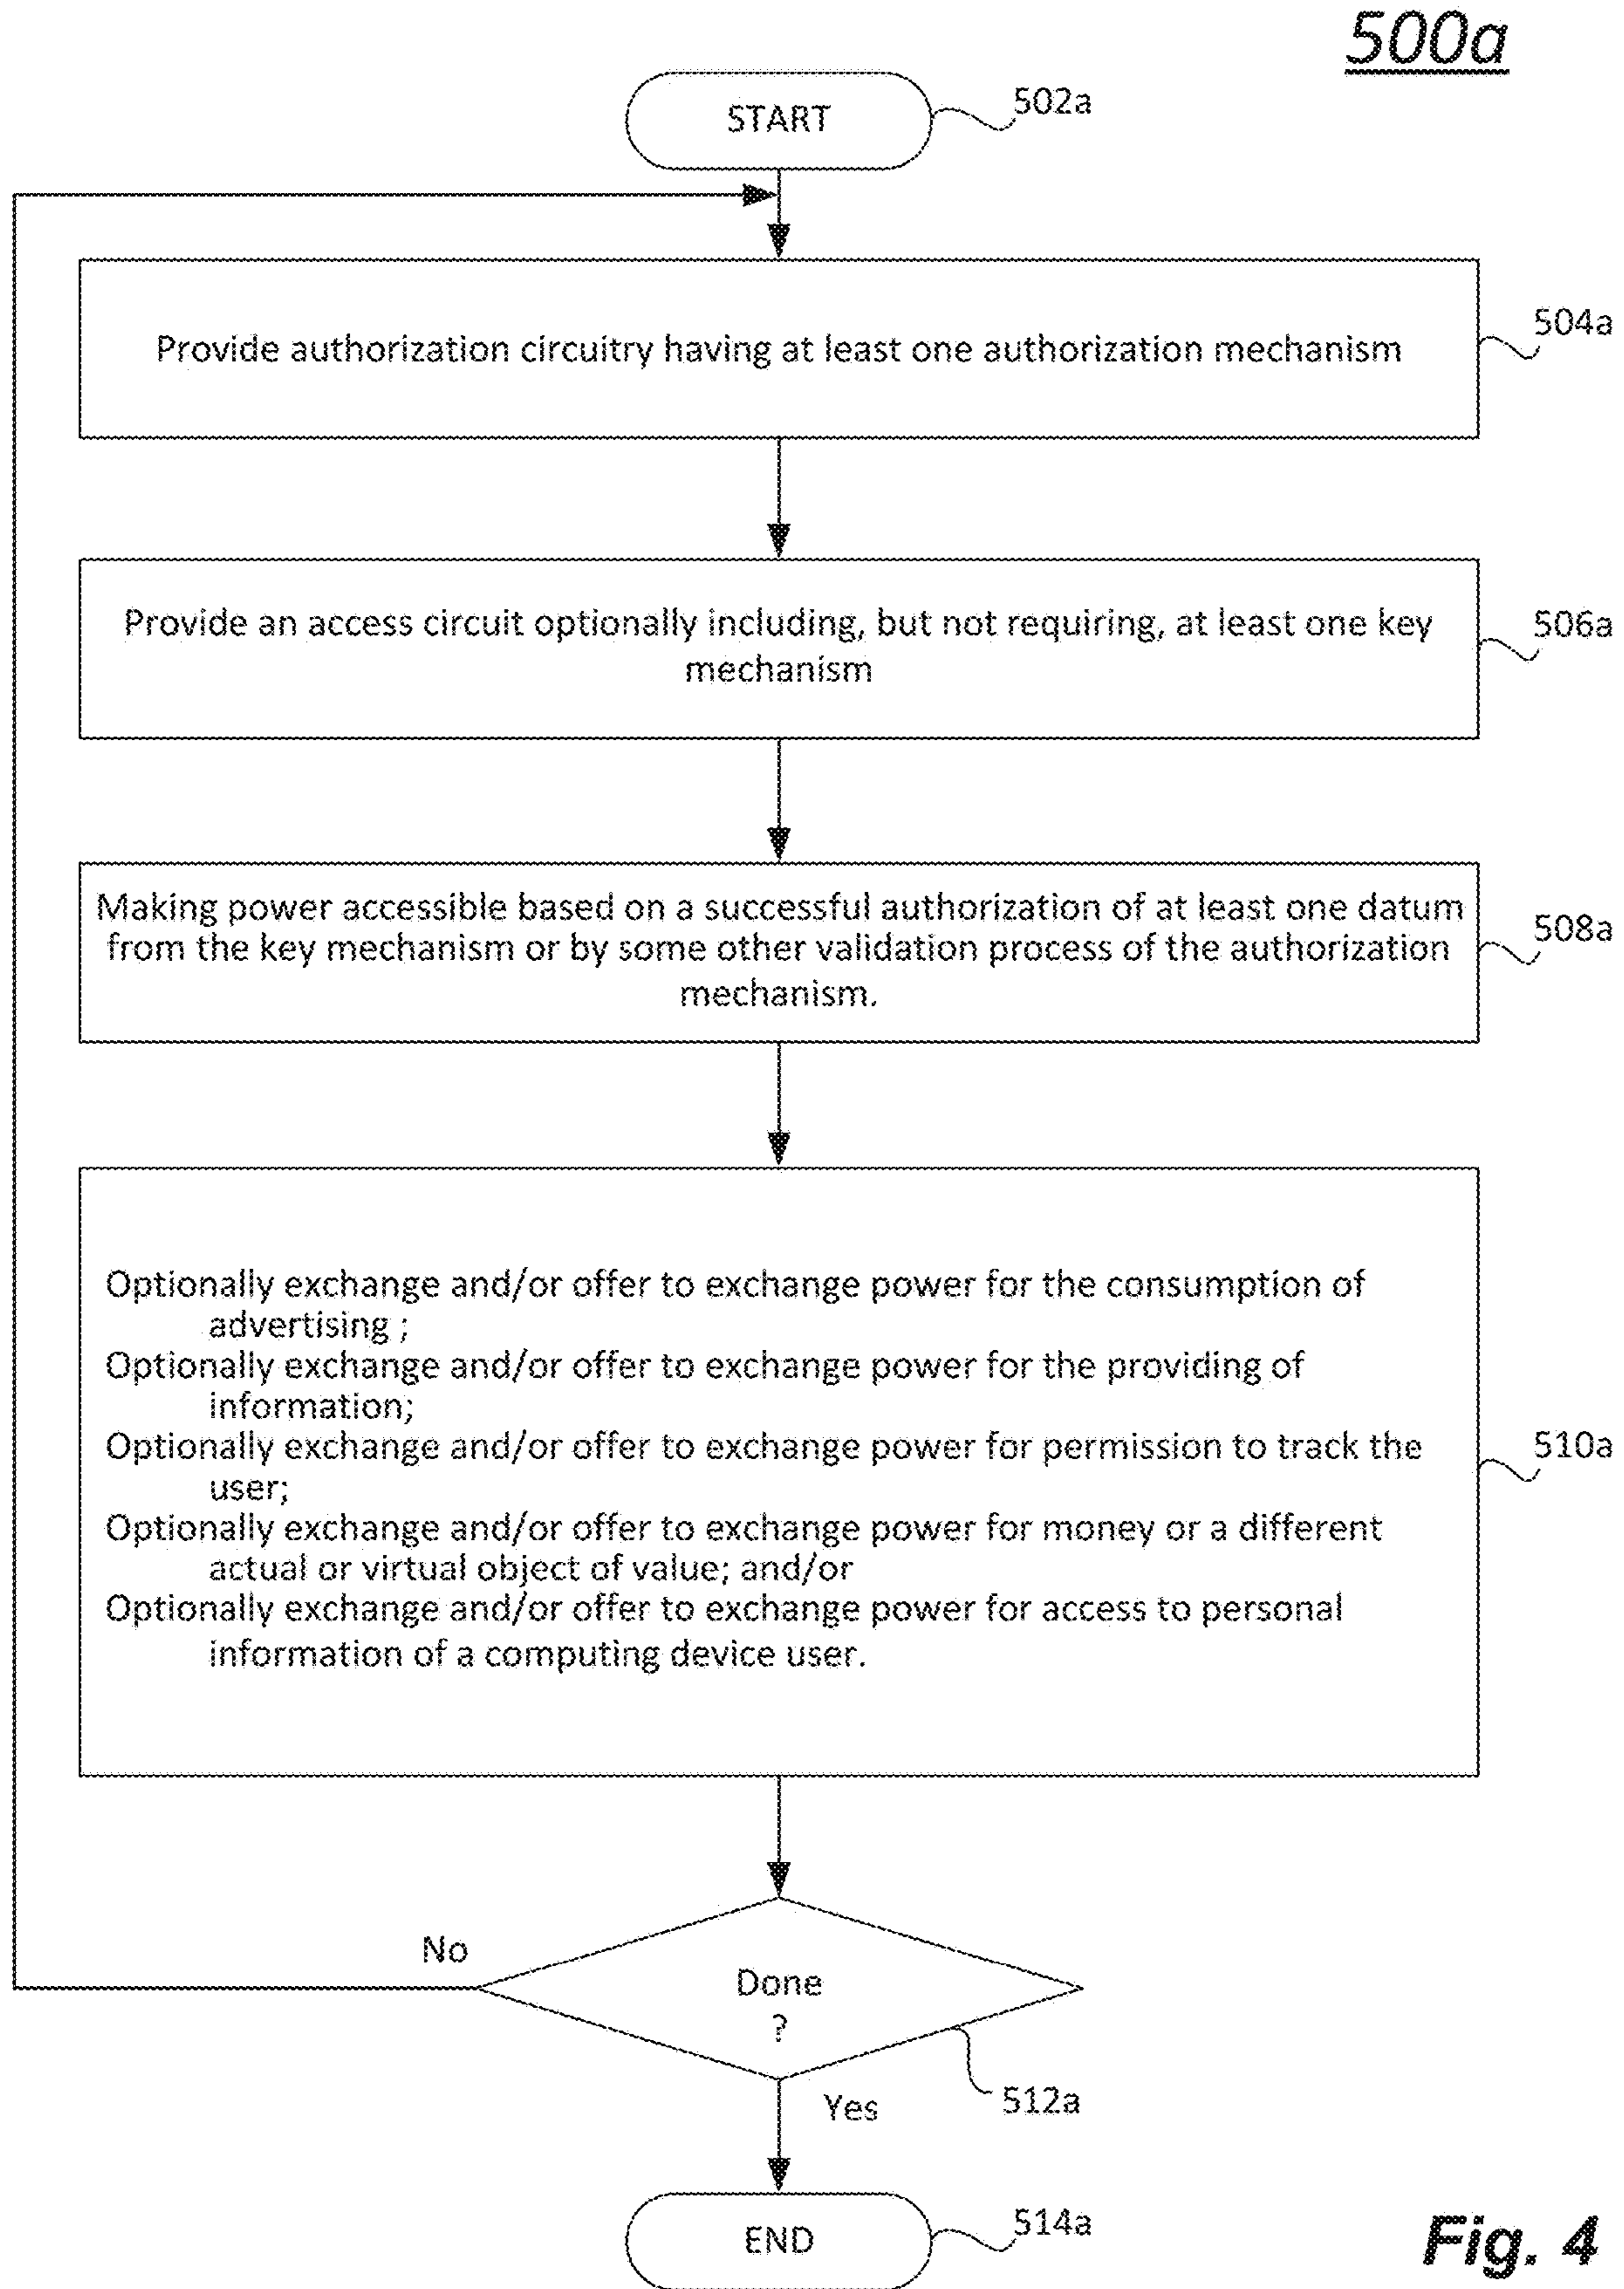 500a
START
502a
Provide authorization circuitry having at least one authorization mechanism
504a
Provide an access circuit optionally including, but not requiring, at least one key
mechanism
506a
Making power accessible based on a successful authorization of at least one datum
from the key mechanism or by some other validation process of the authorization
mechanism.
508a
Optionally exchange and/or offer to exchange power for the consumption of
advertising ;
Optionally exchange and/or offer to exchange power for the providing of
information;
Optionally exchange and/or offer to exchange power for permission to track the
user;
Optionally exchange and/or offer to exchange power for money or a different
actual or virtual object of value; and/or
Optionally exchange and/or offer to exchange power for access to personal
information of a computing device user.
510a
No
Done
?
512a
Yes
END
514a
Fig. 4